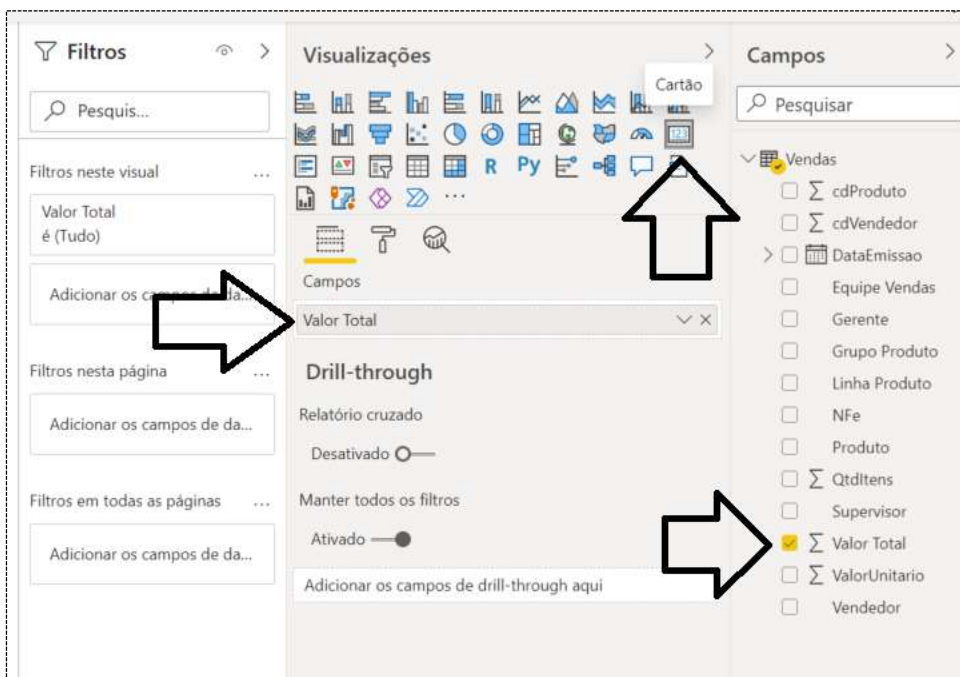 Filtros
Pesquis...
Filtros neste visual
...
Valor Total
é (Tudo)
Adicionar os campos de da...
Filtros nesta página
...
Adicionar os campos de da...
Filtros em todas as páginas
...
Adicionar os campos de da...
Visualizações
Cartão
123
R
Py
...
Campos
Valor Total
Drill-through
Relatório cruzado
Desativado
Manter todos os filtros
Ativado
Adicionar os campos de drill-through aqui
Campos
Pesquisar
Vendas
∑ cdProduto
∑ cdVendedor
DataEmissao
Equipe Vendas
Gerente
Grupo Produto
Linha Produto
NFe
Produto
∑ QtdItens
Supervisor
∑ Valor Total
∑ ValorUnitario
Vendedor